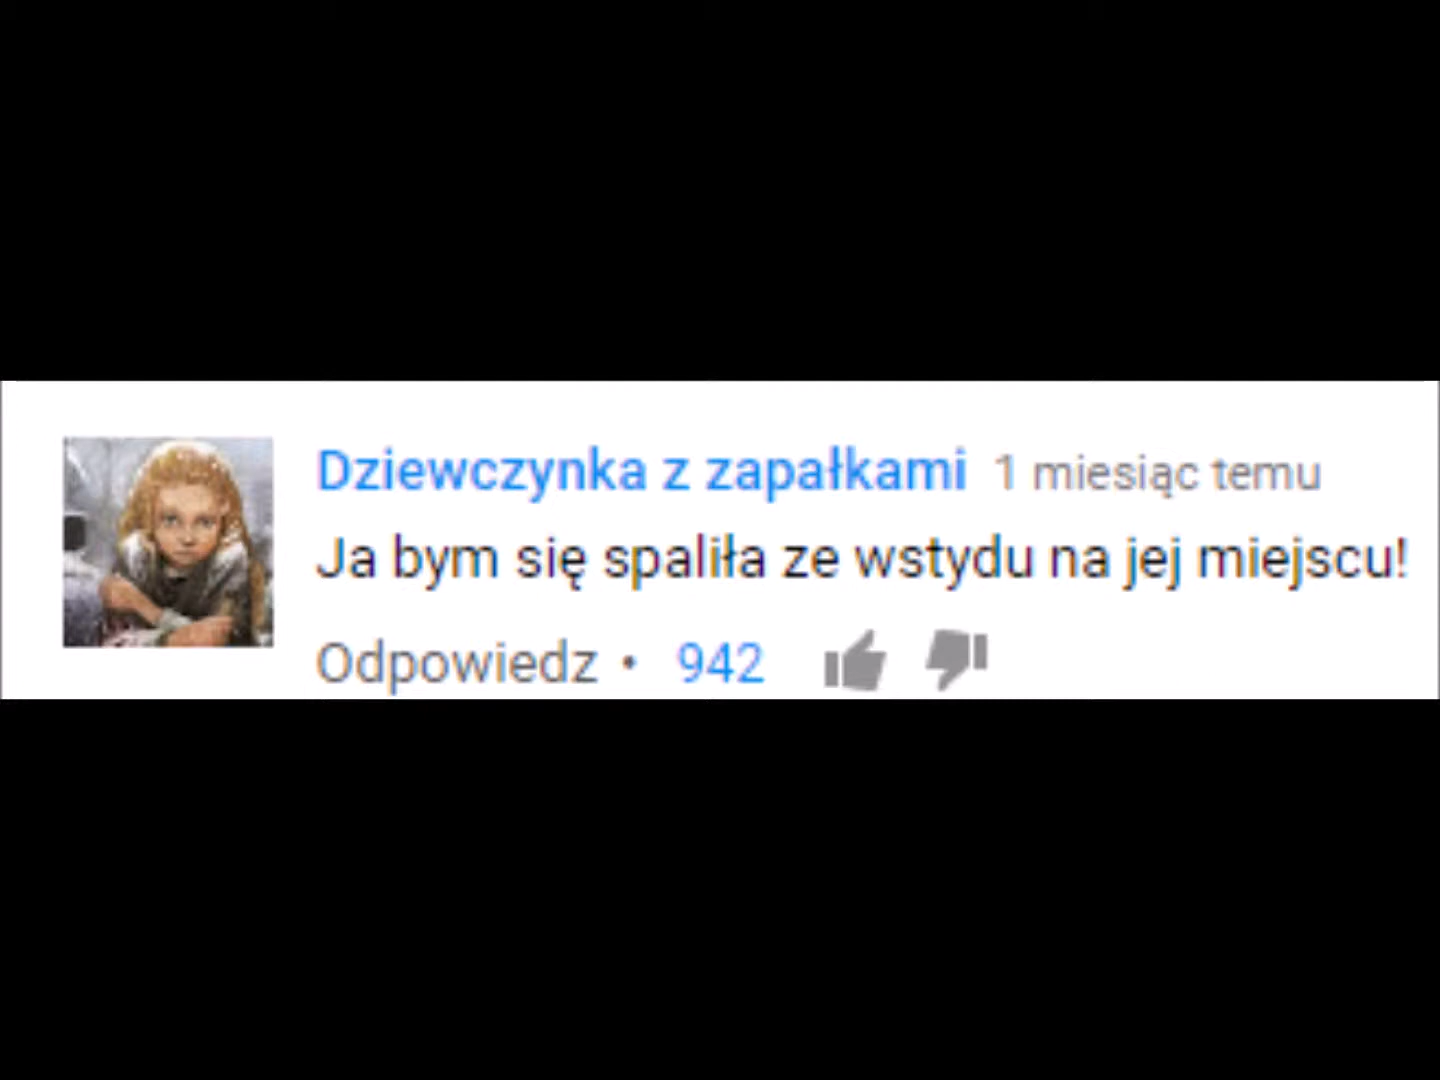 Dziewczynka z zapałkami 1 miesiąc temu
Ja bym się spaliła ze wstydu na jej miejscu!
Odpowiedz • 942